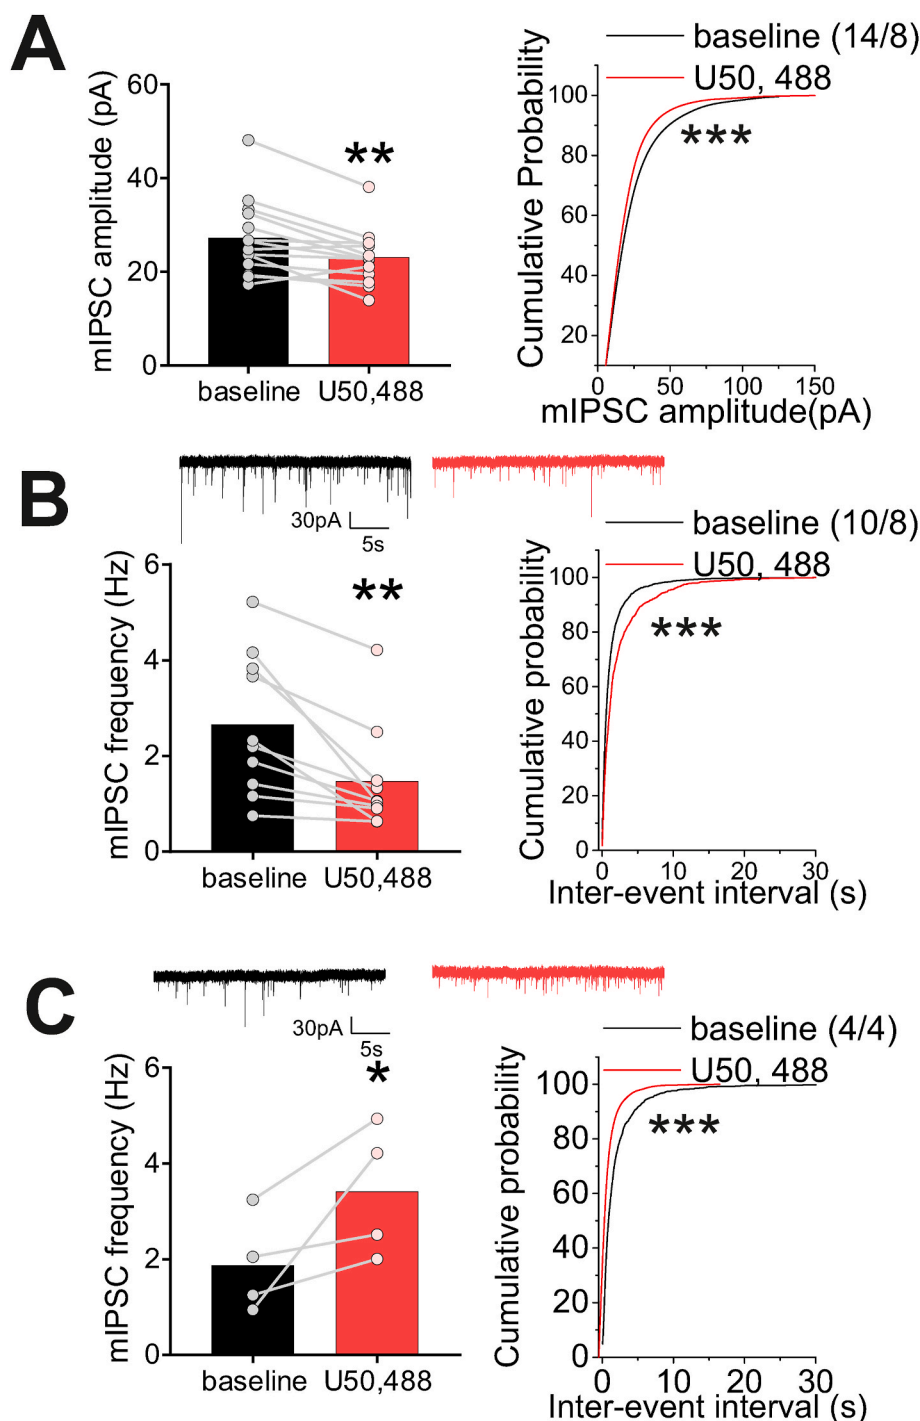 A
mIPSC amplitude (pA)
60
40
20
0
**
baseline
U50,488
baseline (14/8)
U50, 488
Cumulative Probability
100
80
60
40
20
***
0
50
100
150
mIPSC amplitude(pA)
B
30pA
5s
mIPSC frequency (Hz)
6
4
2
0
**
baseline
U50,488
baseline (10/8)
U50, 488
Cumulative probability
100
80
60
40
20
0
***
0
10
20
30
Inter-event interval (s)
C
30pA
5s
mIPSC frequency (Hz)
6
4
2
0
*
baseline
U50,488
baseline (4/4)
U50, 488
Cumulative probability
100
80
60
40
20
0
***
0
10
20
30
Inter-event interval (s)